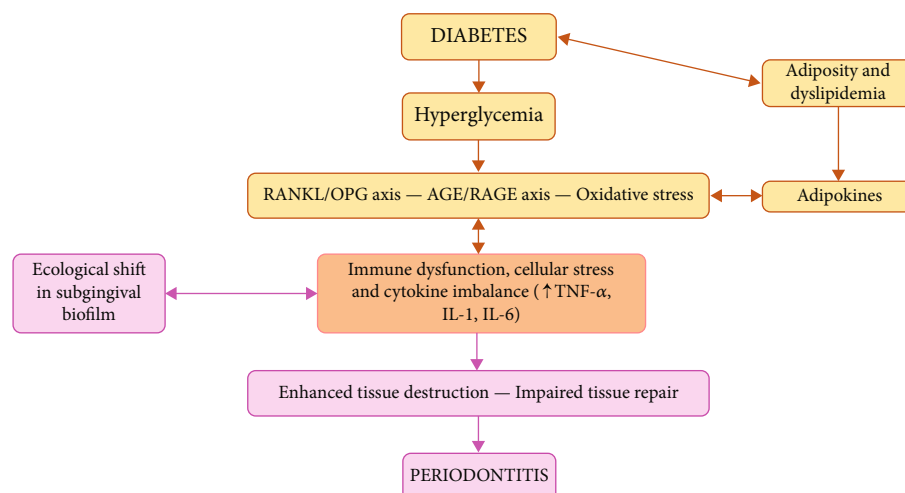 DIABETES
Adiposity and
dyslipidemia
Hyperglycemia
RANKL/OPG axis — AGE/RAGE axis — Oxidative stress
Adipokines
Ecological shift
in subgingival
biofilm
Immune dysfunction, cellular stress
and cytokine imbalance (↑TNF-α,
IL-1, IL-6)
Enhanced tissue destruction — Impaired tissue repair
PERIODONTITIS